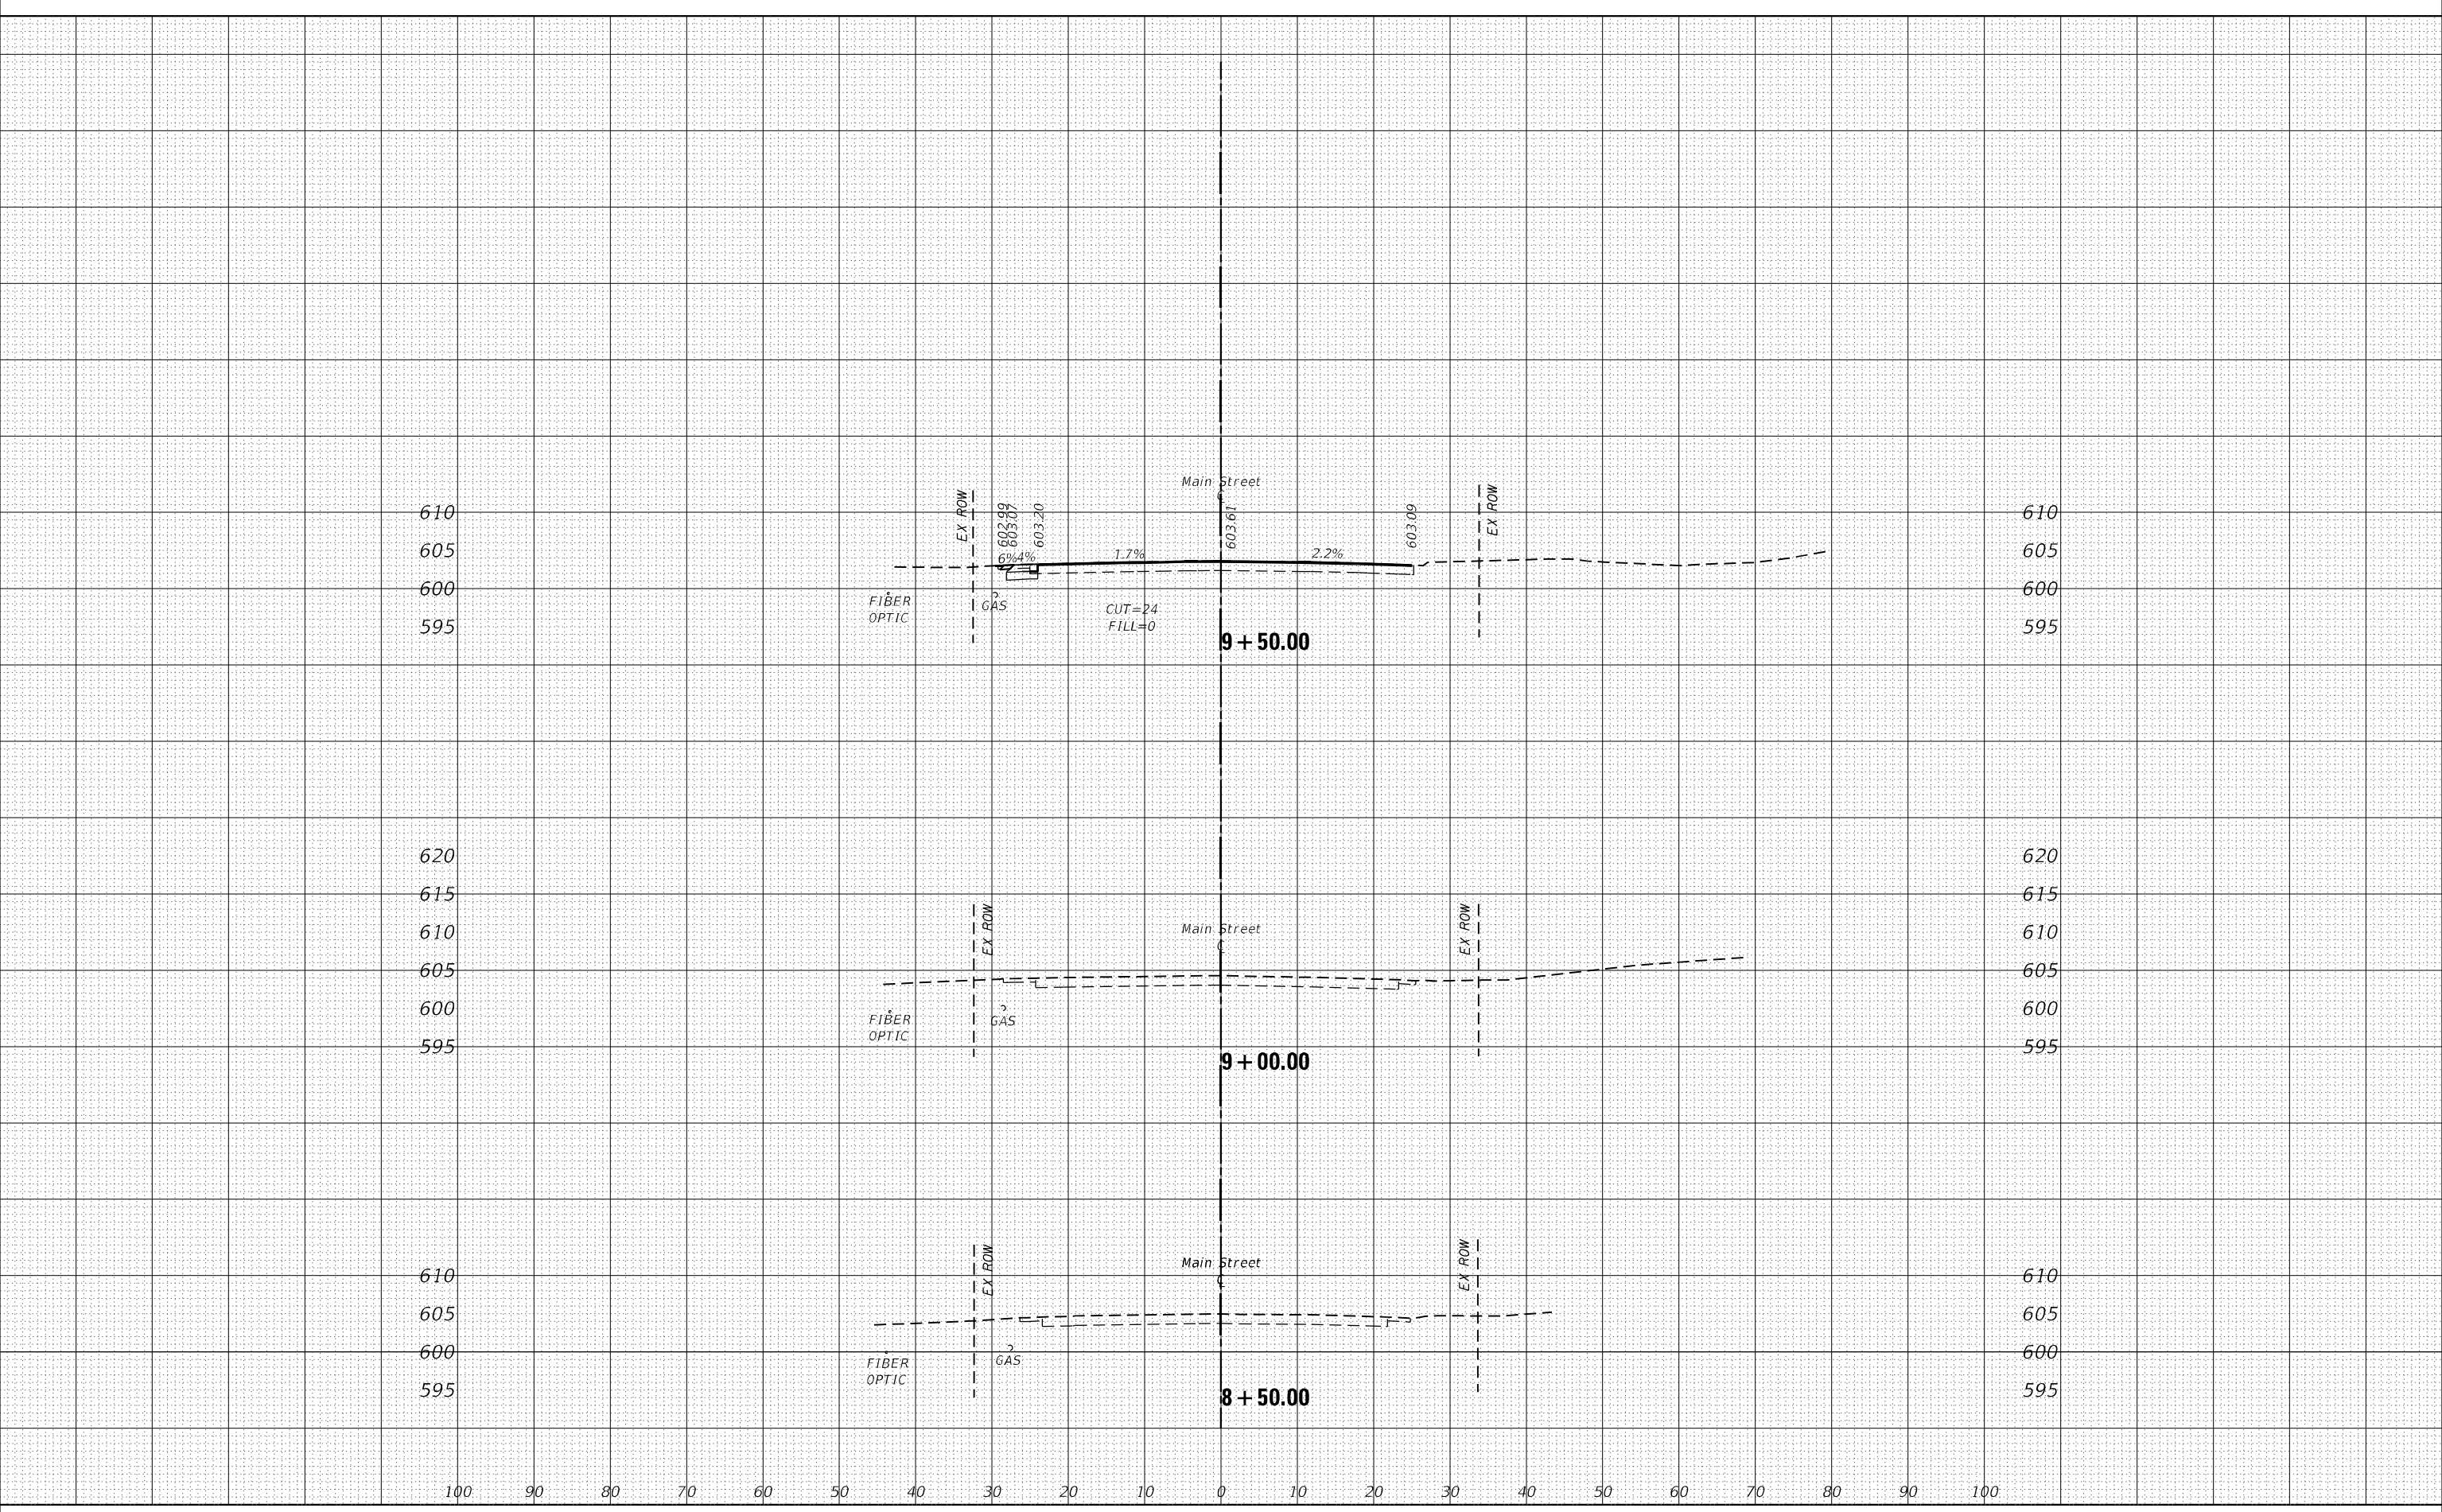 Main Street
℄
610 EX ROW 602.99 603.07 603.20 603.61 603.09 EX ROW 610
605 6% 4% 1.7% 2.2% 605
600 600
FIBER GAS CUT=24
OPTIC FILL=0
595 595
9+50.00
620 620
615 615
EX ROW EX ROW
610 Main Street 610
℄
605 605
600 600
FIBER GAS
OPTIC
595 595
9+00.00
EX ROW Main Street EX ROW
610 ℄ 610
605 605
600 600
FIBER GAS
OPTIC
595 595
8+50.00
100 90 80 70 60 50 40 30 20 10 0 10 20 30 40 50 60 70 80 90 100